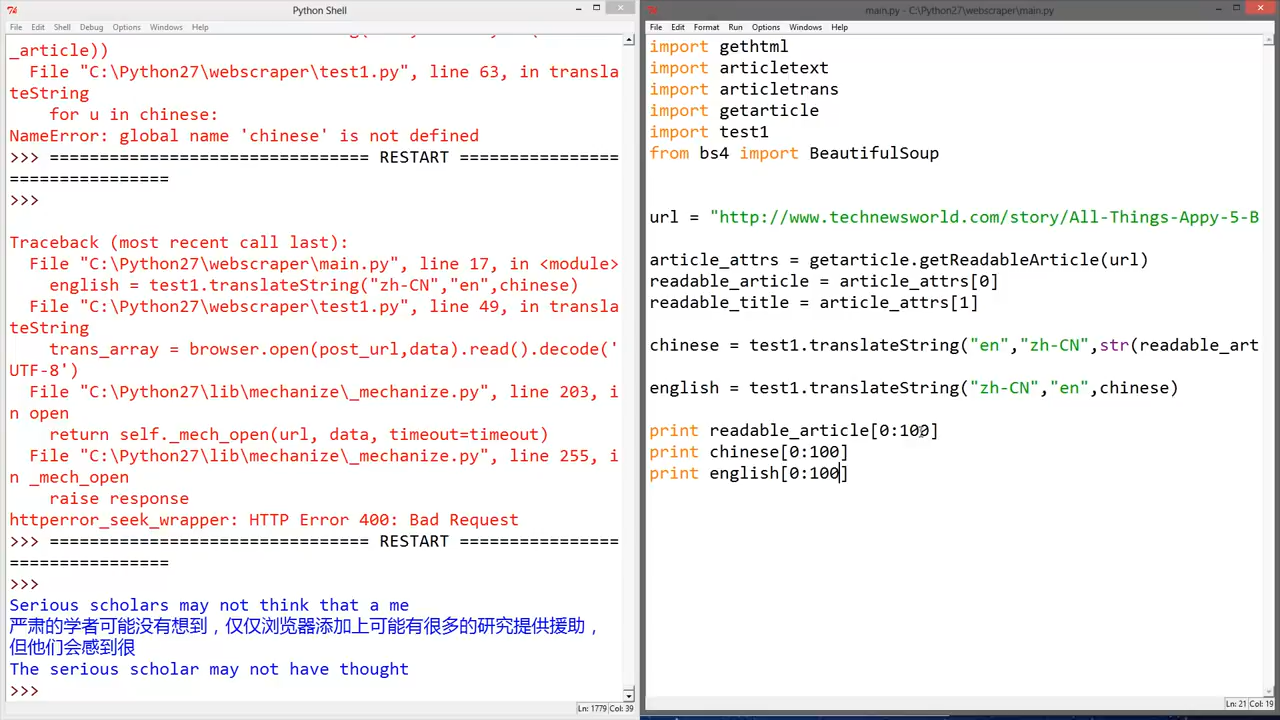 Python Shell
File Edit Shell Debug Options Windows Help
_article))
  File "C:\Python27\webscraper\test1.py", line 63, in transla
teString
    for u in chinese:
NameError: global name 'chinese' is not defined
>>> ================================ RESTART ================
================
>>>

Traceback (most recent call last):
  File "C:\Python27\webscraper\main.py", line 17, in <module>
    english = test1.translateString("zh-CN","en",chinese)
  File "C:\Python27\webscraper\test1.py", line 49, in transla
teString
    trans_array = browser.open(post_url,data).read().decode('
UTF-8')
  File "C:\Python27\lib\mechanize\_mechanize.py", line 203, i
n open
    return self._mech_open(url, data, timeout=timeout)
  File "C:\Python27\lib\mechanize\_mechanize.py", line 255, i
n _mech_open
    raise response
httperror_seek_wrapper: HTTP Error 400: Bad Request
>>> ================================ RESTART ================
================
>>>
Serious scholars may not think that a me
严肃的学者可能没有想到，仅仅浏览器添加上可能有很多的研究提供援助，
但他们会感到很
The serious scholar may not have thought
>>>
Ln: 1779 Col: 39
main.py - C:\Python27\webscraper\main.py
File Edit Format Run Options Windows Help
import gethtml
import articletext
import articletrans
import getarticle
import test1
from bs4 import BeautifulSoup

url = "http://www.technewsworld.com/story/All-Things-Appy-5-B

article_attrs = getarticle.getReadableArticle(url)
readable_article = article_attrs[0]
readable_title = article_attrs[1]

chinese = test1.translateString("en","zh-CN",str(readable_art

english = test1.translateString("zh-CN","en",chinese)

print readable_article[0:100]
print chinese[0:100]
print english[0:100]
Ln: 21 Col: 19